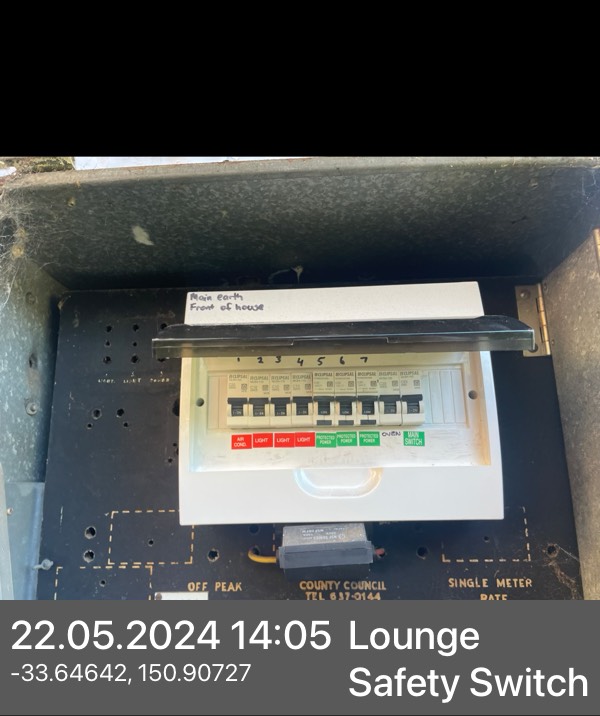 Main earth
Front of house
1 2 3 4 5 6 7
AIR COND.
LIGHT
LIGHT
LIGHT
PROTECTED POWER
PROTECTED POWER
PROTECTED POWER
OVEN
MAIN SWITCH
OFF PEAK
COUNTY COUNCIL
TEL 637-0144
SINGLE METER
RATE
22.05.2024 14:05
-33.64642, 150.90727
Lounge
Safety Switch